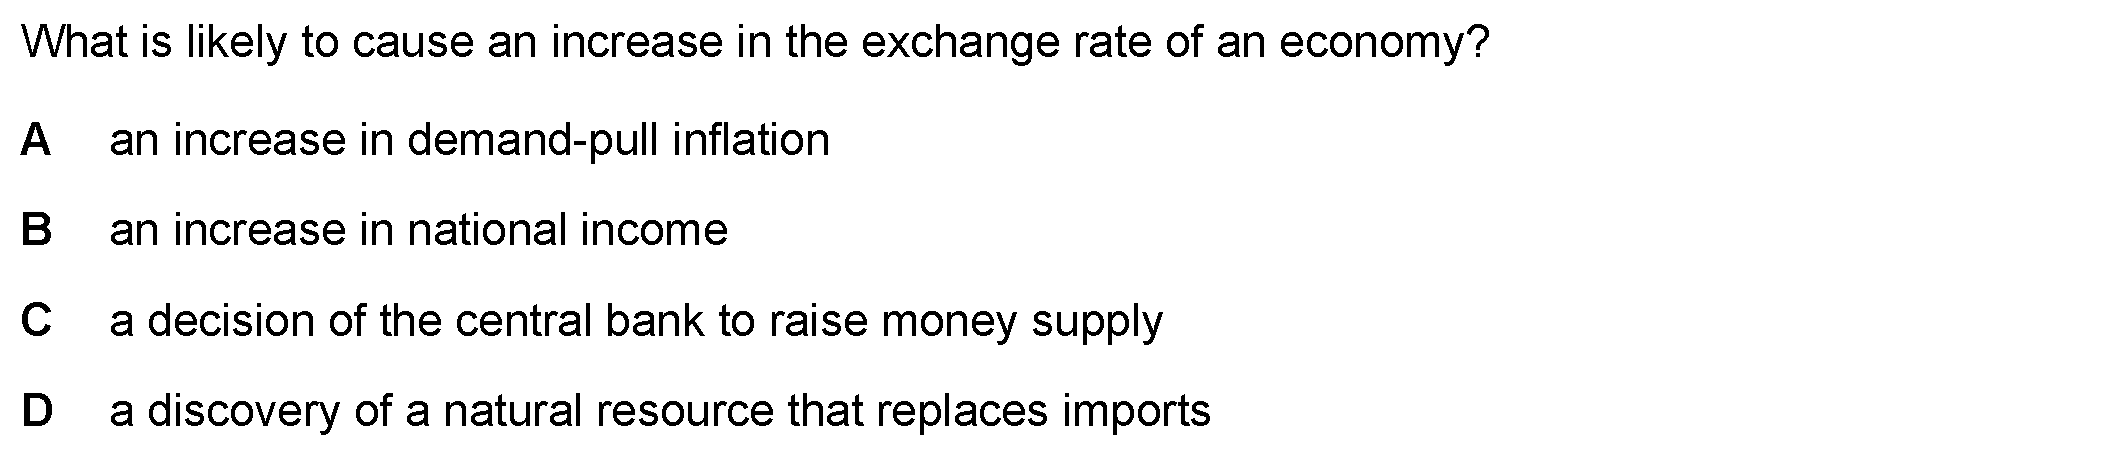 What is likely to cause an increase in the exchange rate of an economy?
A an increase in demand-pull inflation
B an increase in national income
C a decision of the central bank to raise money supply
D a discovery of a natural resource that replaces imports